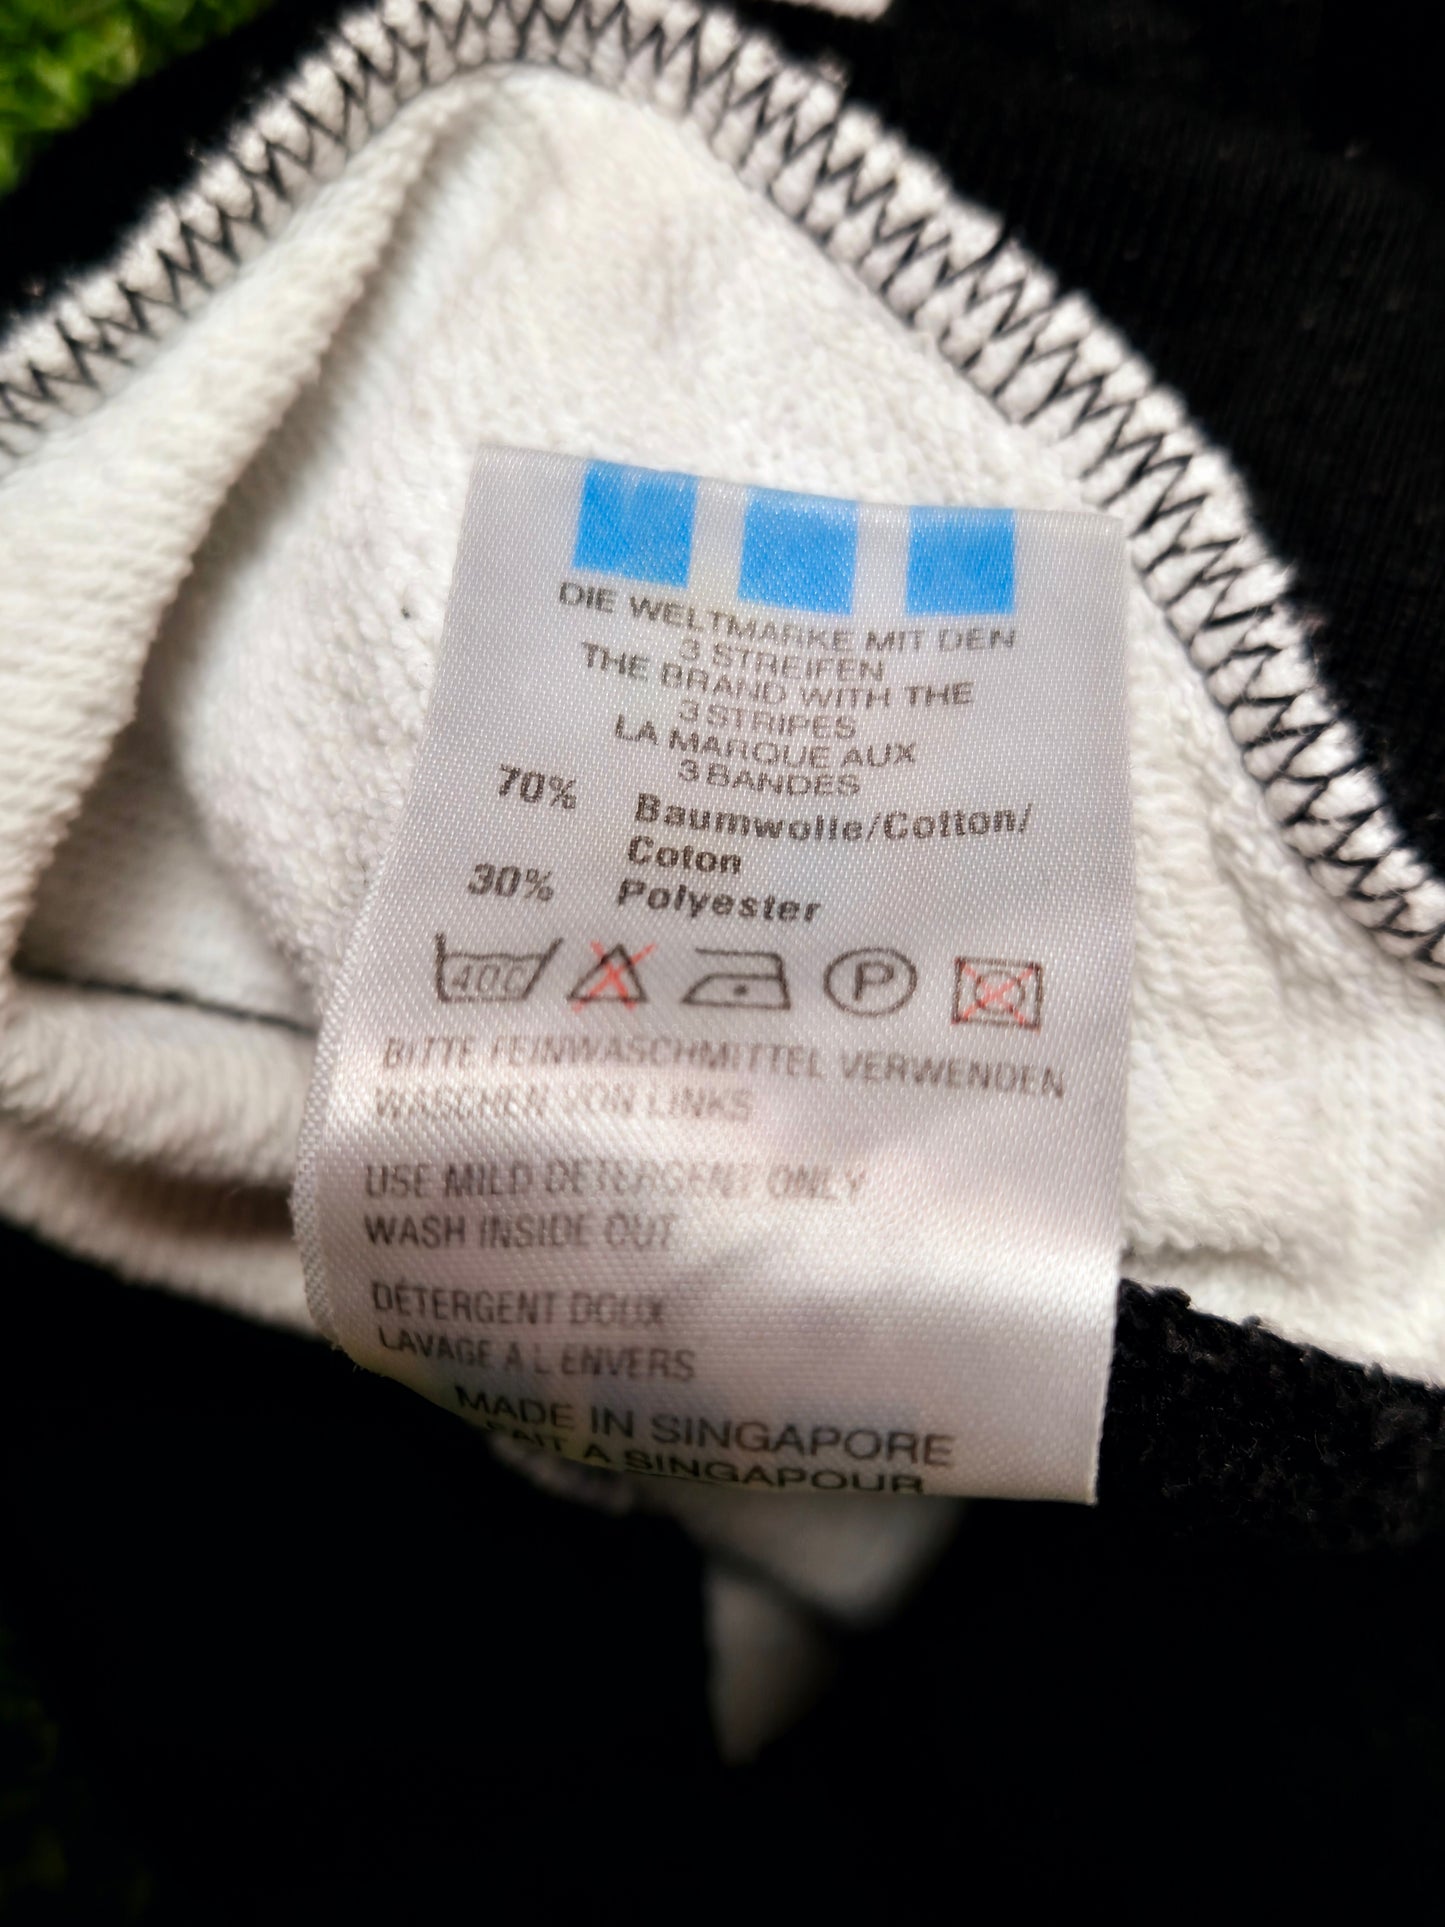 DIE WELTMARKE MIT DEN
3 STREIFEN
THE BRAND WITH THE
3 STRIPES
LA MARQUE AUX
3 BANDES
70% Baumwolle/Cotton/
Coton
30% Polyester
40C P
BITTE FEINWASCHMITTEL VERWENDEN
WASCHEN VON LINKS
USE MILD DETERGENT ONLY
WASH INSIDE OUT
DÉTERGENT DOUX
LAVAGE A L ENVERS
MADE IN SINGAPORE
FAIT A SINGAPOUR